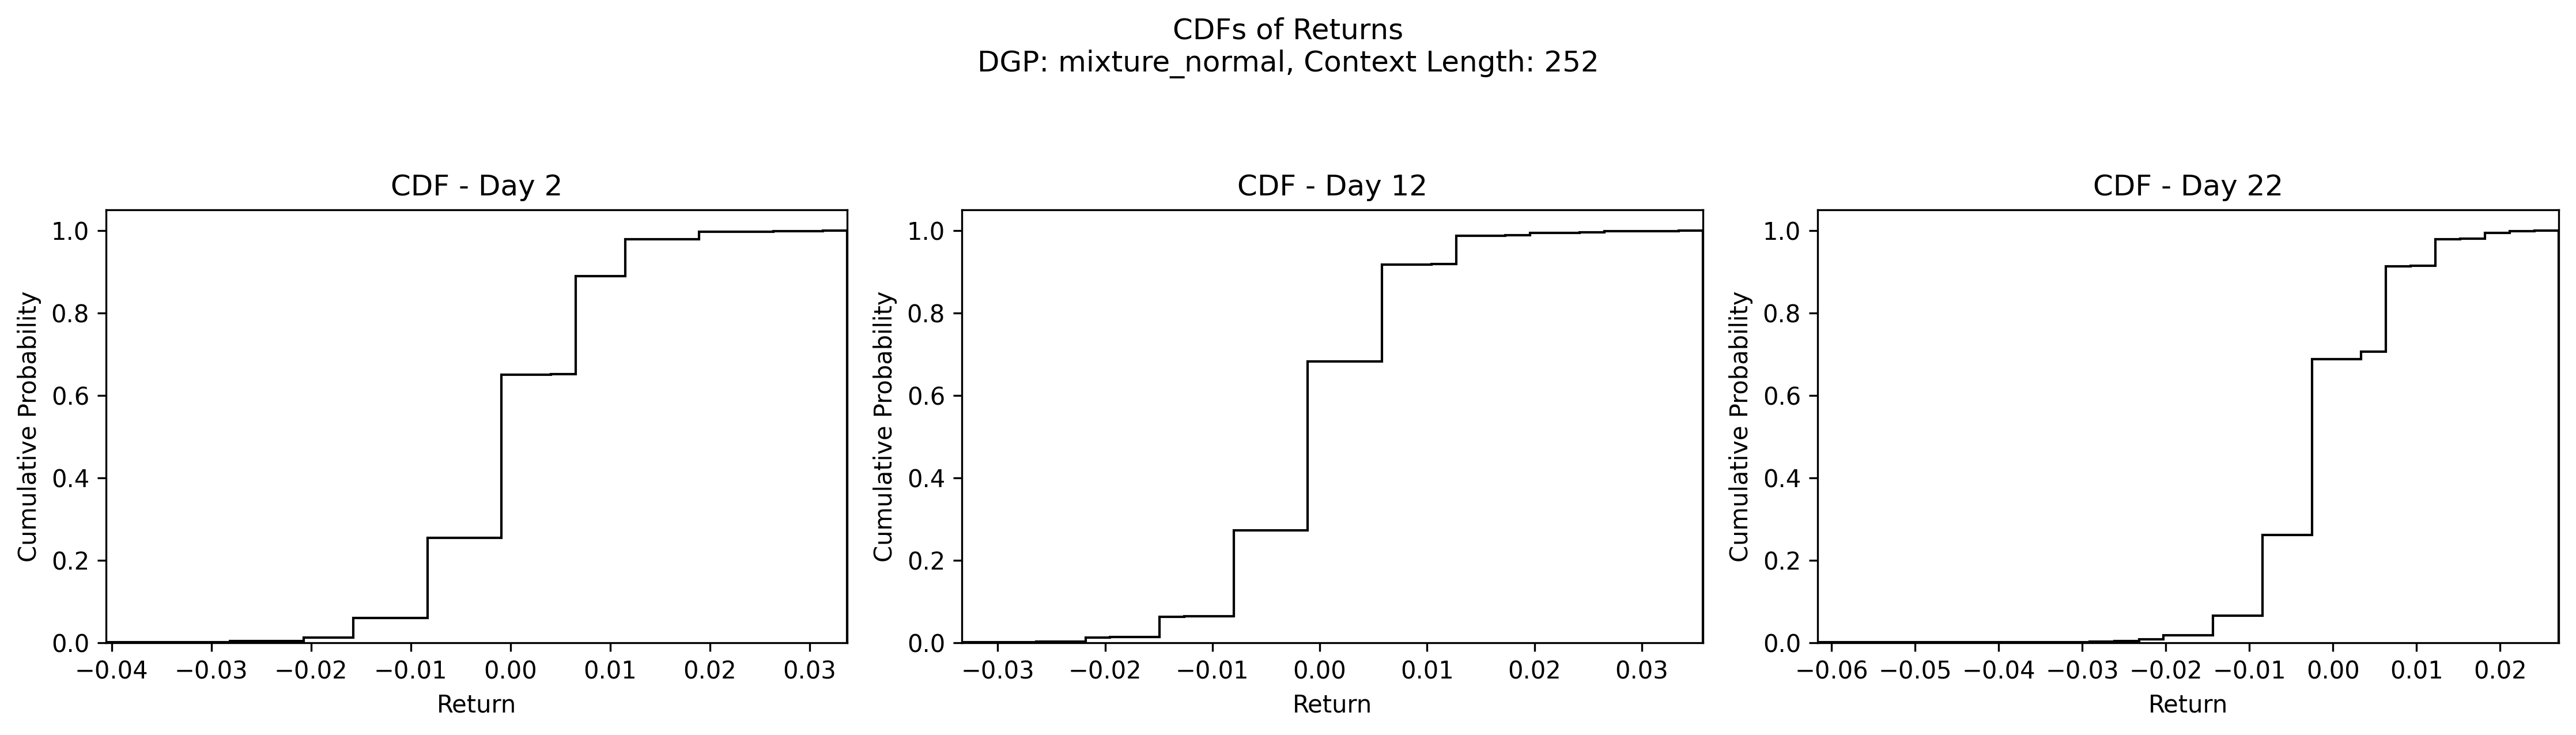 CDFs of Returns
DGP: mixture_normal, Context Length: 252
CDF - Day 2
1.0
0.8
0.6
0.4
0.2
0.0
Cumulative Probability
−0.04 −0.03 −0.02 −0.01 0.00 0.01 0.02 0.03
Return
CDF - Day 12
1.0
0.8
0.6
0.4
0.2
0.0
Cumulative Probability
−0.03 −0.02 −0.01 0.00 0.01 0.02 0.03
Return
CDF - Day 22
1.0
0.8
0.6
0.4
0.2
0.0
Cumulative Probability
−0.06 −0.05 −0.04 −0.03 −0.02 −0.01 0.00 0.01 0.02
Return